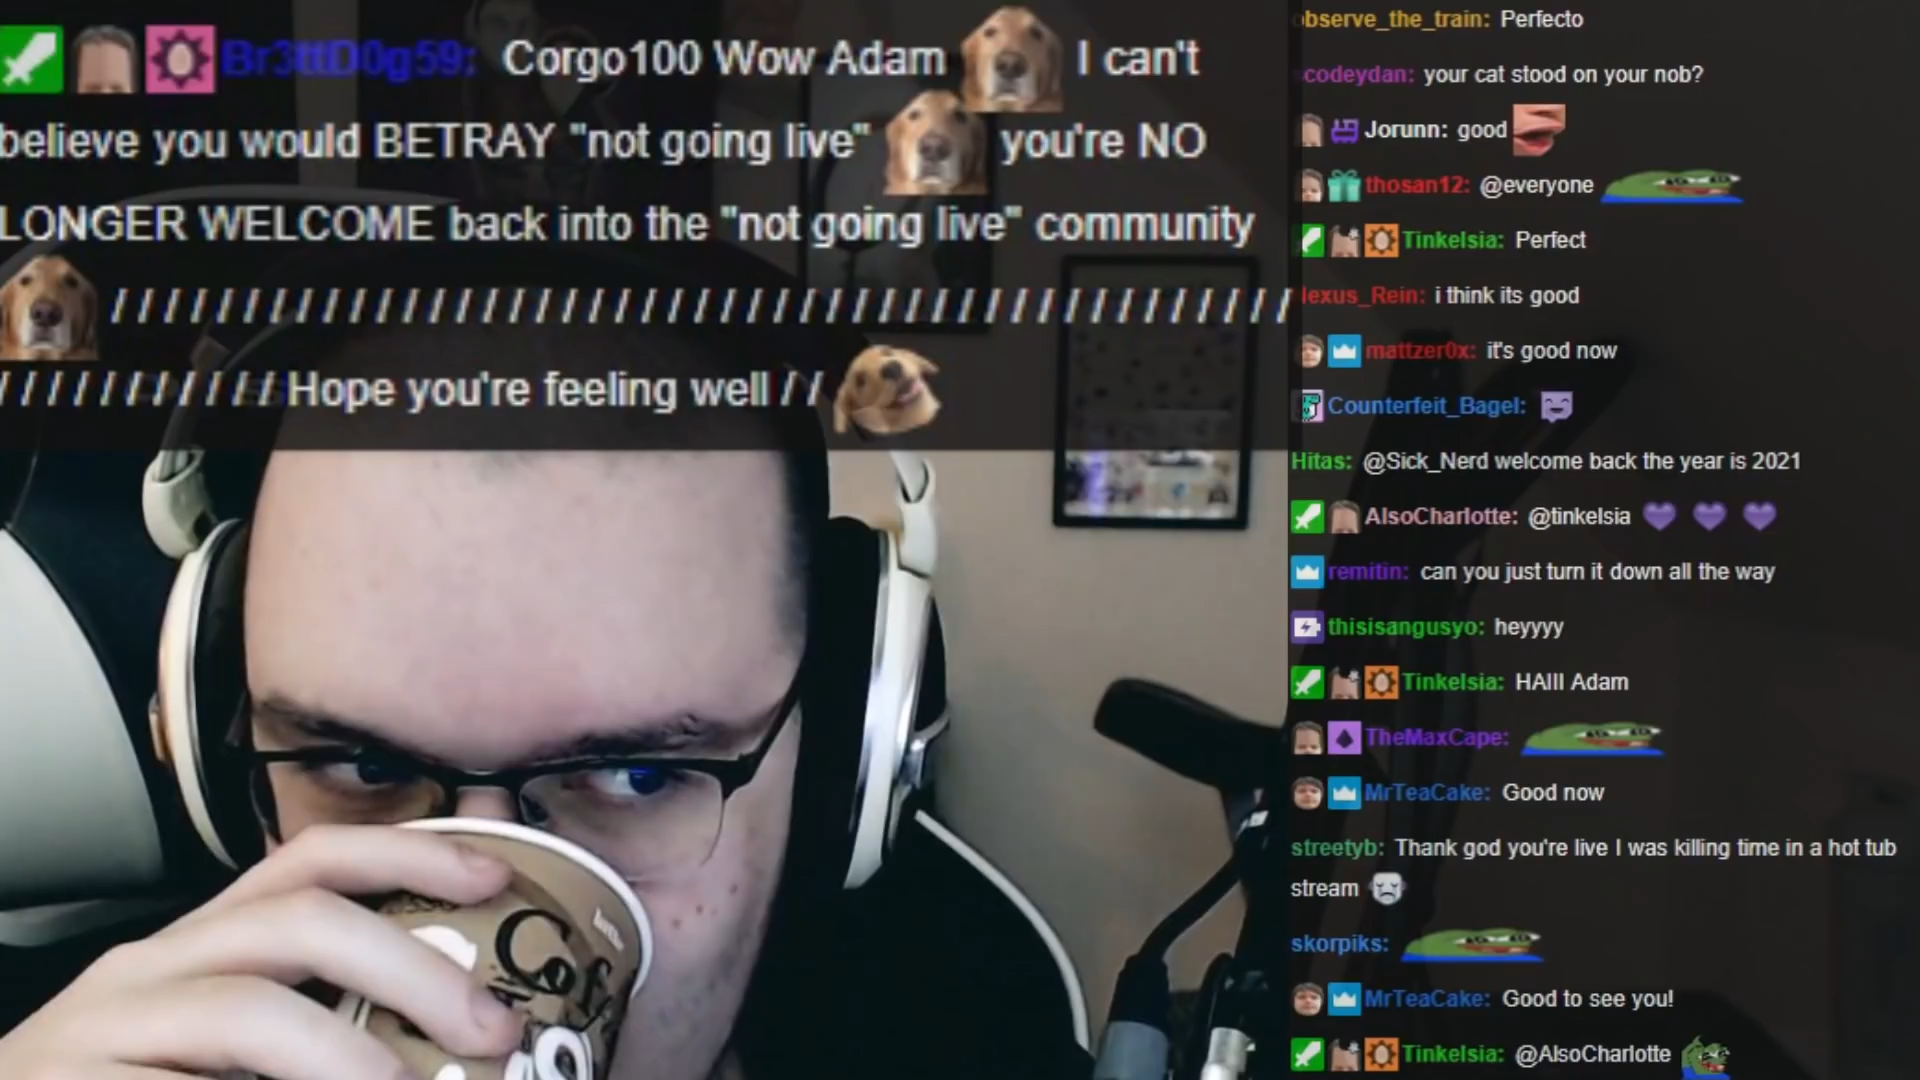 Br3ttD0g59: Corgo100 Wow Adam I can't
believe you would BETRAY "not going live" you're NO
LONGER WELCOME back into the "not going live" community
/ / / / / / / / / / / / / / / / / / / / / / / / / / / / / / / / / / / / / / / / / / / / /
/ / / / / / / / / / / Hope you're feeling well / /
observe_the_train: Perfecto
scodeydan: your cat stood on your nob?
Jorunn: good
thosan12: @everyone
Tinkelsia: Perfect
lexus_Rein: i think its good
mattzer0x: it's good now
Counterfeit_Bagel:
Hitas: @Sick_Nerd welcome back the year is 2021
AlsoCharlotte: @tinkelsia
remitin: can you just turn it down all the way
thisisangusyo: heyyyy
Tinkelsia: HAIII Adam
TheMaxCape:
MrTeaCake: Good now
streetyb: Thank god you're live I was killing time in a hot tub
stream
skorpiks:
MrTeaCake: Good to see you!
Tinkelsia: @AlsoCharlotte